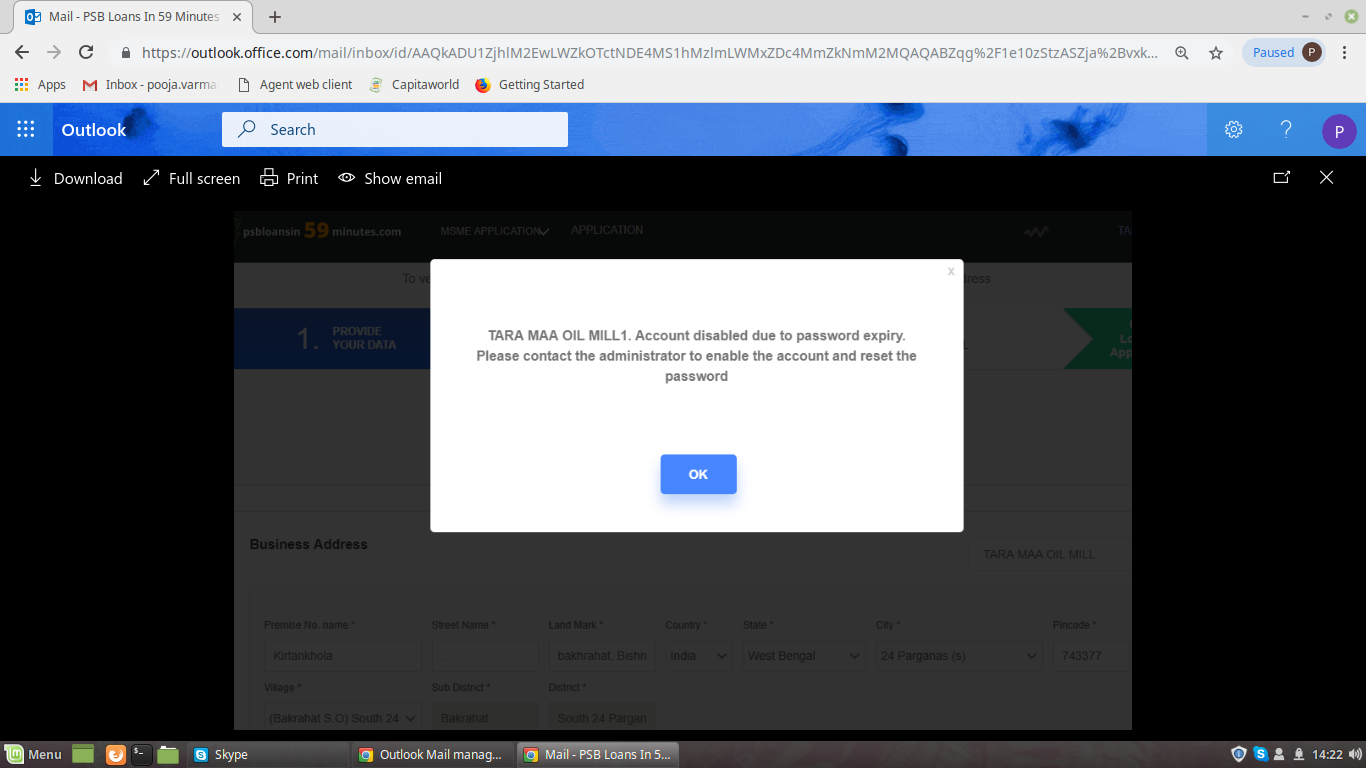 Mail - PSB Loans In 59 Minutes
https://outlook.office.com/mail/inbox/id/AAQkADU1ZjhlM2EwLWZkOTctNDE4MS1hMzlmLWMxZDc4MmZkNmM2MQAQABZqg%2F1e10zStzASZja%2Bvxk...
Paused P
Apps Inbox - pooja.varma Agent web client Capitaworld Getting Started
Outlook Search P
Download Full screen Print Show email
psbloansin 59 minutes.com MSME APPLICATION APPLICATION TA
To ve ress
x
1. PROVIDE
YOUR DATA
TARA MAA OIL MILL1. Account disabled due to password expiry.
Please contact the administrator to enable the account and reset the
password
Lo
App
OK
Business Address
TARA MAA OIL MILL
Premise No. name * Street Name * Land Mark * Country * State * City * Pincode *
Kirtankhola . bakhrahat, Bishn India West Bengal 24 Parganas (s) 743377
Village * Sub District * District *
(Bakrahat S.O) South 24 Bakrahat South 24 Pargan
Menu Skype Outlook Mail manag... Mail - PSB Loans In 5... 14:22